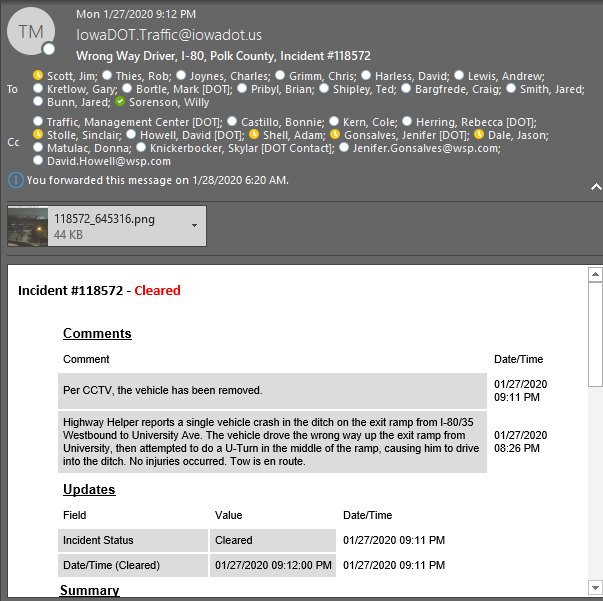 TM
Mon 1/27/2020 9:12 PM
IowaDOT.Traffic@iowadot.us
Wrong Way Driver, I-80, Polk County, Incident #118572
To
Scott, Jim; Thies, Rob; Joynes, Charles; Grimm, Chris; Harless, David; Lewis, Andrew;
Kretlow, Gary; Bortle, Mark [DOT]; Pribyl, Brian; Shipley, Ted; Bargfrede, Craig; Smith, Jared;
Bunn, Jared; Sorenson, Willy
Cc
Traffic, Management Center [DOT]; Castillo, Bonnie; Kern, Cole; Herring, Rebecca [DOT];
Stolle, Sinclair; Howell, David [DOT]; Shell, Adam; Gonsalves, Jenifer [DOT]; Dale, Jason;
Matulac, Donna; Knickerbocker, Skylar [DOT Contact]; Jenifer.Gonsalves@wsp.com;
David.Howell@wsp.com
You forwarded this message on 1/28/2020 6:20 AM.
118572_645316.png
44 KB
Incident #118572 - Cleared
Comments
Comment Date/Time
Per CCTV, the vehicle has been removed. 01/27/2020
09:11 PM
Highway Helper reports a single vehicle crash in the ditch on the exit ramp from I-80/35
Westbound to University Ave. The vehicle drove the wrong way up the exit ramp from
University, then attempted to do a U-Turn in the middle of the ramp, causing him to drive
into the ditch. No injuries occurred. Tow is en route.
01/27/2020
08:26 PM
Updates
Field Value Date/Time
Incident Status Cleared 01/27/2020 09:11 PM
Date/Time (Cleared) 01/27/2020 09:12:00 PM 01/27/2020 09:11 PM
Summary